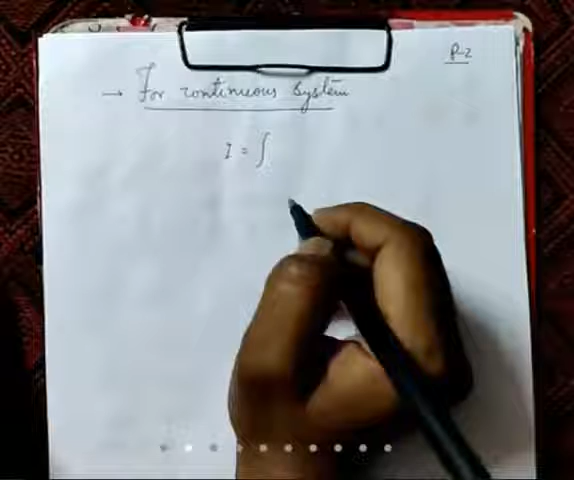 P-2
→ For continuous System
I = ∫